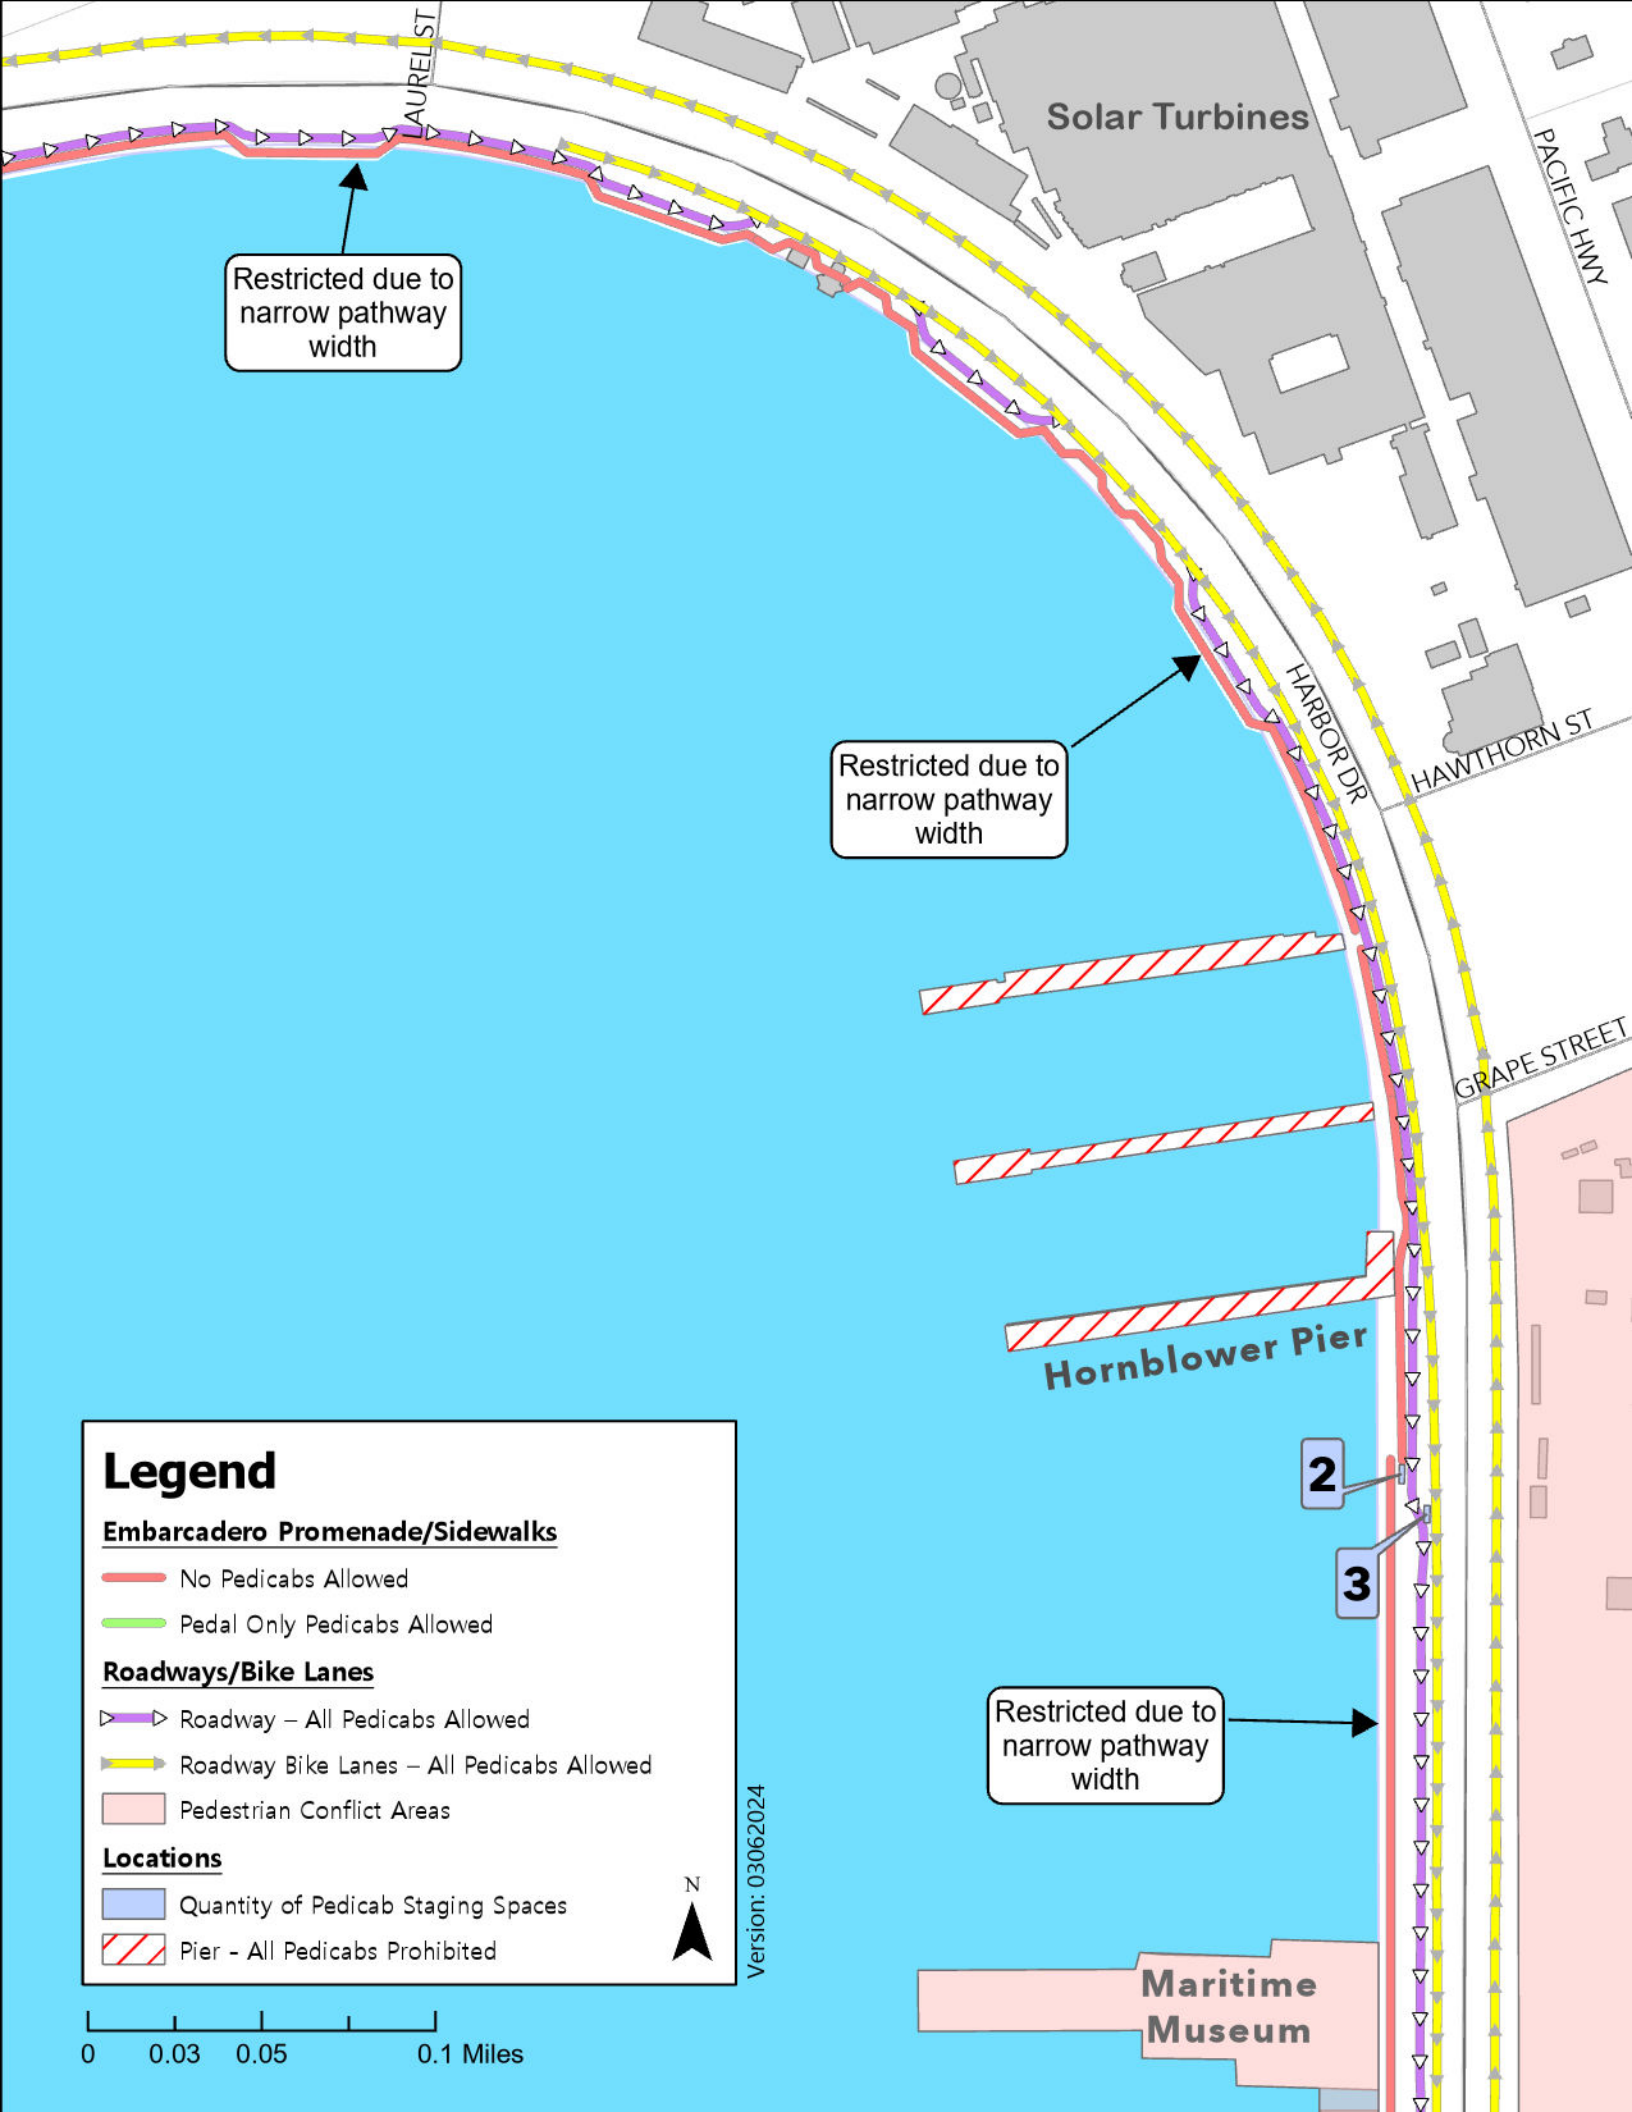 LAUREL ST
Solar Turbines
PACIFIC HWY
Restricted due to
narrow pathway
width
HARBOR DR
HAWTHORN ST
Restricted due to
narrow pathway
width
GRAPE STREET
Hornblower Pier
2
3
Restricted due to
narrow pathway
width
Maritime
Museum
Legend
Embarcadero Promenade/Sidewalks
No Pedicabs Allowed
Pedal Only Pedicabs Allowed
Roadways/Bike Lanes
Roadway – All Pedicabs Allowed
Roadway Bike Lanes – All Pedicabs Allowed
Pedestrian Conflict Areas
Locations
Quantity of Pedicab Staging Spaces
Pier - All Pedicabs Prohibited
N
Version: 03062024
0 0.03 0.05 0.1 Miles